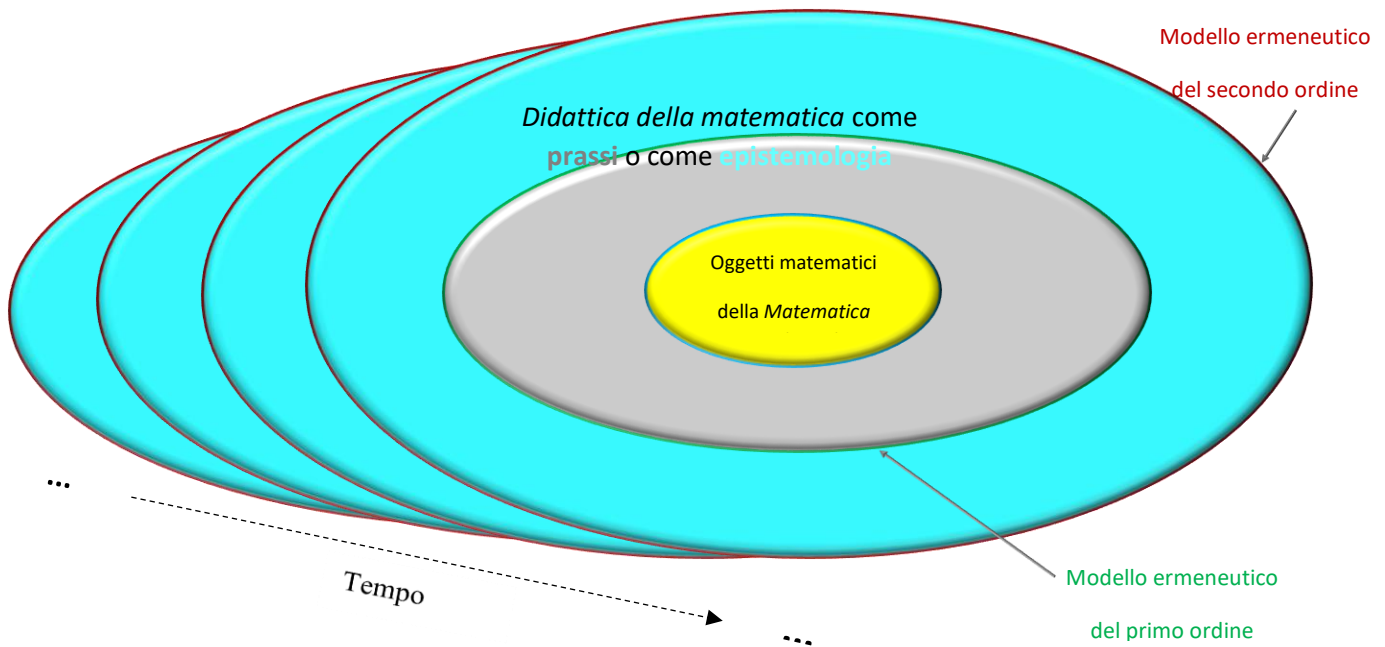 Modello ermeneutico
del secondo ordine
Didattica della matematica come
prassi o come epistemologia
Oggetti matematici
della Matematica
...
Tempo
...
Modello ermeneutico
del primo ordine